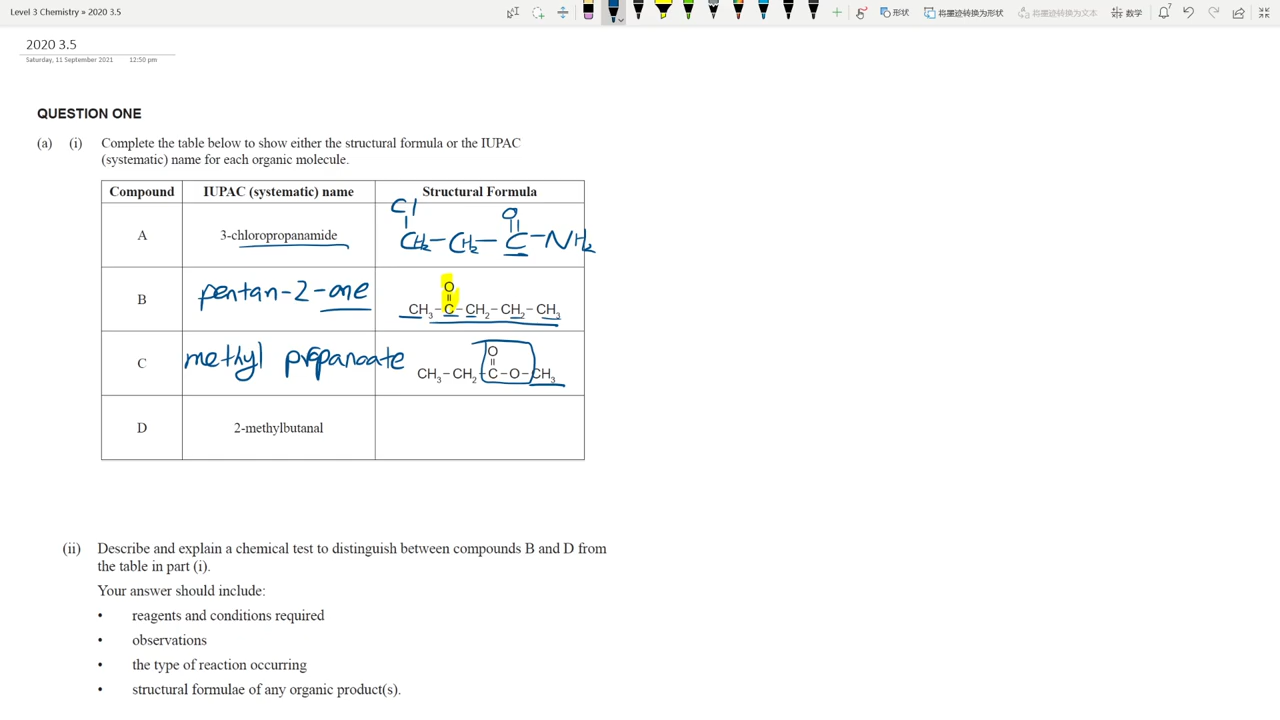 Level 3 Chemistry » 2020 3.5
形状 将墨迹转换为形状 将墨迹转换为文本 数学
2020 3.5
Saturday, 11 September 2021 12:50 pm
QUESTION ONE
(a) (i) Complete the table below to show either the structural formula or the IUPAC
(systematic) name for each organic molecule.
Compound IUPAC (systematic) name Structural Formula
Cl O
A 3-chloropropanamide CH₂-CH₂-C-NH₂
O
B pentan-2-one CH₃-C-CH₂-CH₂-CH₃
O
C methyl propanoate CH₃-CH₂-C-O-CH₃
D 2-methylbutanal
(ii) Describe and explain a chemical test to distinguish between compounds B and D from
the table in part (i).
Your answer should include:
• reagents and conditions required
• observations
• the type of reaction occurring
• structural formulae of any organic product(s).